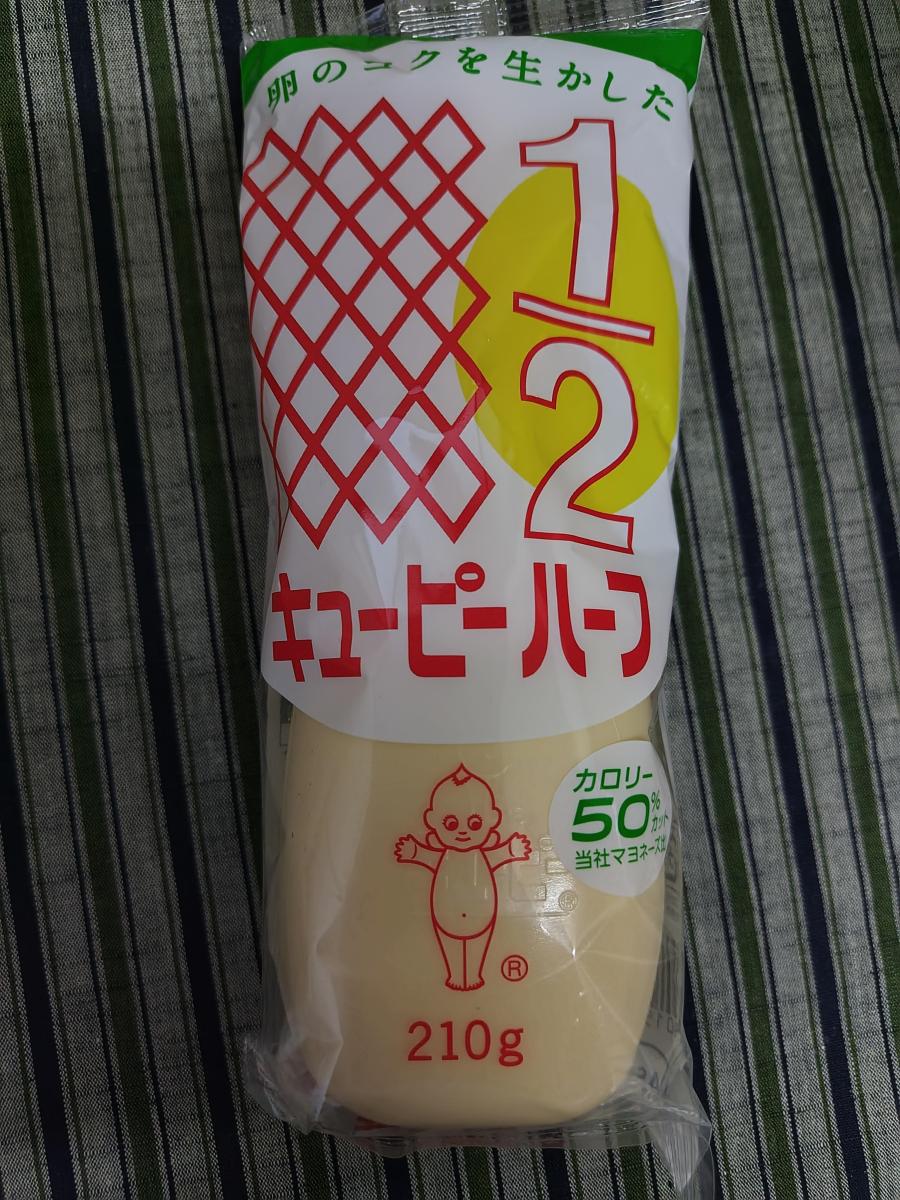 卵のコクを生かした
1/2
キユーピーハーフ
カロリー
50%カット
当社マヨネーズ比
®
210g